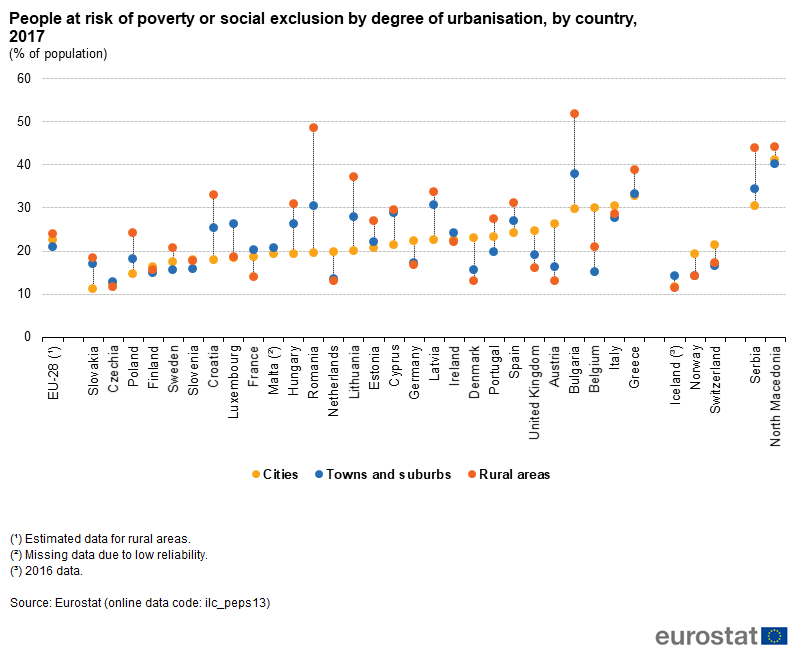 People at risk of poverty or social exclusion by degree of urbanisation, by country,
2017
(% of population)
60
50
40
30
20
10
0
EU-28 (¹)
Slovakia
Czechia
Poland
Finland
Sweden
Slovenia
Croatia
Luxembourg
France
Malta (²)
Hungary
Romania
Netherlands
Lithuania
Estonia
Cyprus
Germany
Latvia
Ireland
Denmark
Portugal
Spain
United Kingdom
Austria
Bulgaria
Belgium
Italy
Greece
Iceland (³)
Norway
Switzerland
Serbia
North Macedonia
Cities Towns and suburbs Rural areas
(¹) Estimated data for rural areas.
(²) Missing data due to low reliability.
(³) 2016 data.
Source: Eurostat (online data code: ilc_peps13)
eurostat